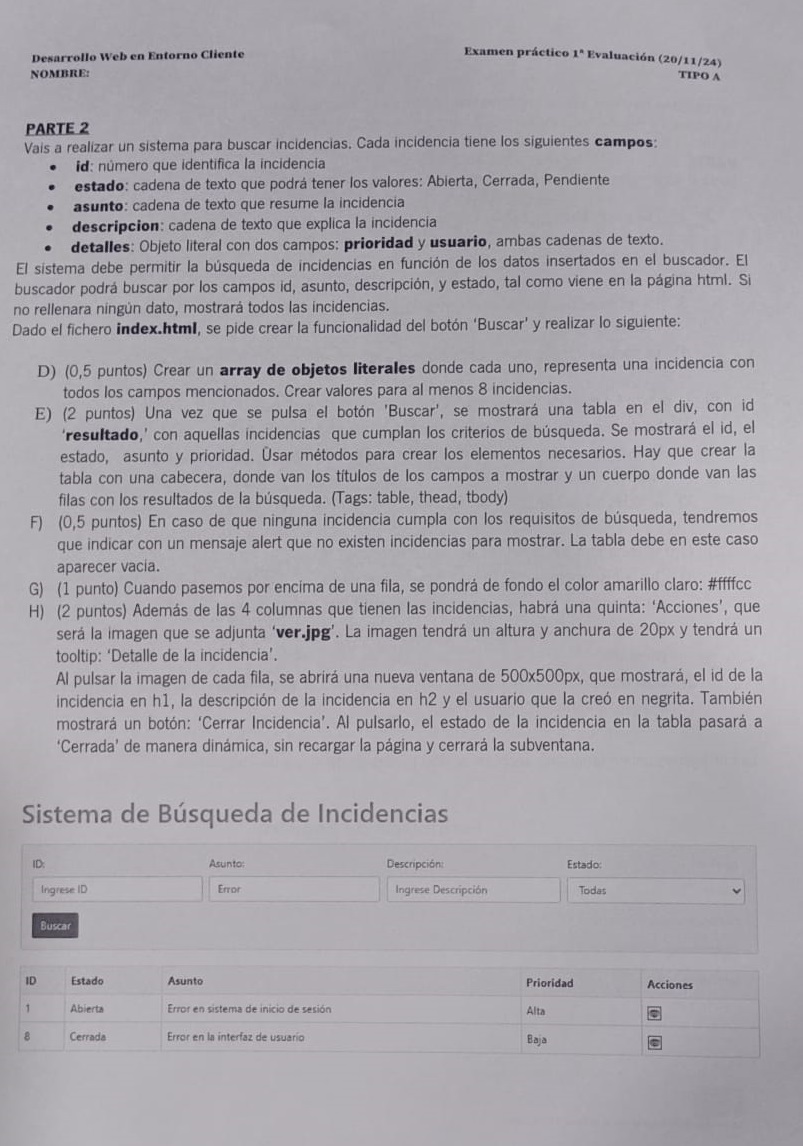 Desarrollo Web en Entorno Cliente
Examen práctico 1ª Evaluación (20/11/24)
NOMBRE:
TIPO A
PARTE 2
Vais a realizar un sistema para buscar incidencias. Cada incidencia tiene los siguientes campos:
• id: número que identifica la incidencia
• estado: cadena de texto que podrá tener los valores: Abierta, Cerrada, Pendiente
• asunto: cadena de texto que resume la incidencia
• descripcion: cadena de texto que explica la incidencia
• detalles: Objeto literal con dos campos: prioridad y usuario, ambas cadenas de texto.
El sistema debe permitir la búsqueda de incidencias en función de los datos insertados en el buscador. El
buscador podrá buscar por los campos id, asunto, descripción, y estado, tal como viene en la página html. Si
no rellenara ningún dato, mostrará todos las incidencias.
Dado el fichero index.html, se pide crear la funcionalidad del botón 'Buscar' y realizar lo siguiente:
D) (0,5 puntos) Crear un array de objetos literales donde cada uno, representa una incidencia con
todos los campos mencionados. Crear valores para al menos 8 incidencias.
E) (2 puntos) Una vez que se pulsa el botón 'Buscar', se mostrará una tabla en el div, con id
'resultado,' con aquellas incidencias que cumplan los criterios de búsqueda. Se mostrará el id, el
estado, asunto y prioridad. Usar métodos para crear los elementos necesarios. Hay que crear la
tabla con una cabecera, donde van los títulos de los campos a mostrar y un cuerpo donde van las
filas con los resultados de la búsqueda. (Tags: table, thead, tbody)
F) (0,5 puntos) En caso de que ninguna incidencia cumpla con los requisitos de búsqueda, tendremos
que indicar con un mensaje alert que no existen incidencias para mostrar. La tabla debe en este caso
aparecer vacia.
G) (1 punto) Cuando pasemos por encima de una fila, se pondrá de fondo el color amarillo claro: #ffffcc
H) (2 puntos) Además de las 4 columnas que tienen las incidencias, habrá una quinta: 'Acciones', que
será la imagen que se adjunta 'ver.jpg'. La imagen tendrá un altura y anchura de 20px y tendrá un
tooltip: 'Detalle de la incidencia'.
Al pulsar la imagen de cada fila, se abrirá una nueva ventana de 500x500px, que mostrará, el id de la
incidencia en h1, la descripción de la incidencia en h2 y el usuario que la creó en negrita. También
mostrará un botón: 'Cerrar Incidencia'. Al pulsarlo, el estado de la incidencia en la tabla pasará a
'Cerrada' de manera dinámica, sin recargar la página y cerrará la subventana.
Sistema de Búsqueda de Incidencias
ID: Asunto: Descripción: Estado:
Ingrese ID Error Ingrese Descripción Todas
Buscar
ID Estado Asunto Prioridad Acciones
1 Abierta Error en sistema de inicio de sesión Alta
8 Cerrada Error en la interfaz de usuario Baja